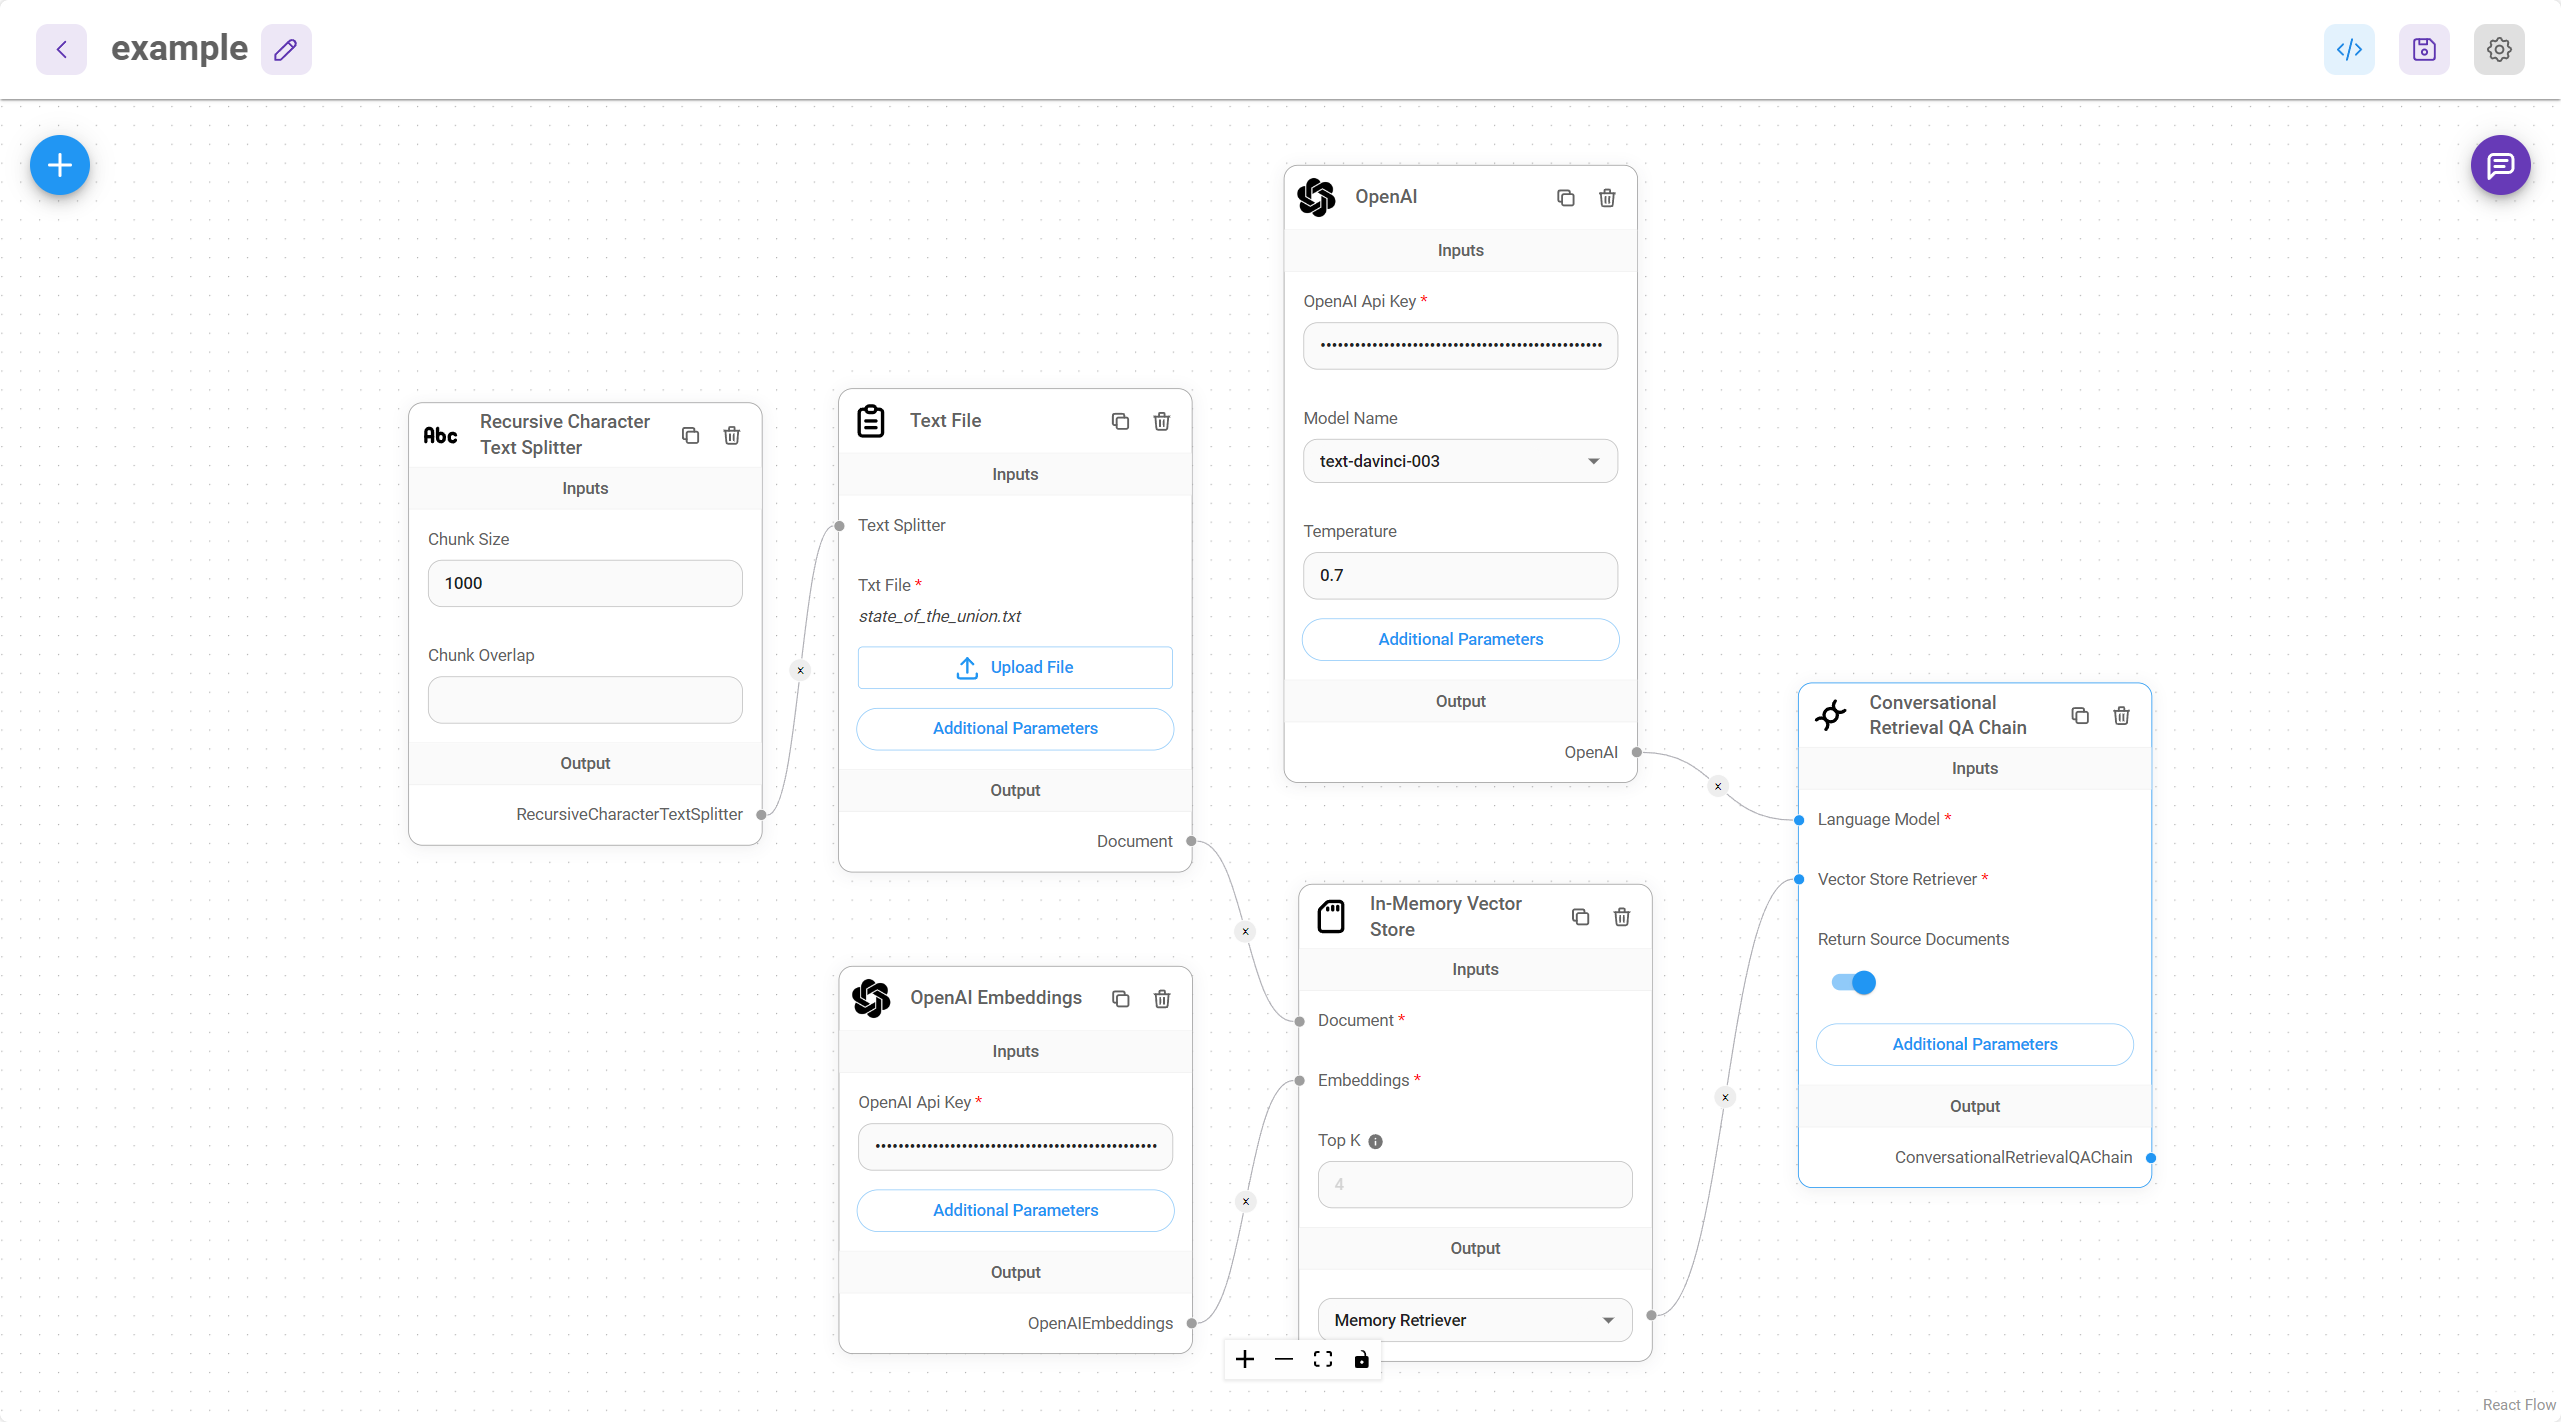 example
Abc
Recursive Character
Text Splitter
Inputs
Chunk Size
1000
Chunk Overlap
Output
RecursiveCharacterTextSplitter
Text File
Inputs
Text Splitter
Txt File *
state_of_the_union.txt
Upload File
Additional Parameters
Output
Document
OpenAI Embeddings
Inputs
OpenAI Api Key *
••••••••••••••••••••••••••••••••••••••••••••••••
Additional Parameters
Output
OpenAIEmbeddings
OpenAI
Inputs
OpenAI Api Key *
••••••••••••••••••••••••••••••••••••••••••••••••
Model Name
text-davinci-003
Temperature
0.7
Additional Parameters
Output
OpenAI
In-Memory Vector
Store
Inputs
Document *
Embeddings *
Top K
4
Output
Memory Retriever
Conversational
Retrieval QA Chain
Inputs
Language Model *
Vector Store Retriever *
Return Source Documents
Additional Parameters
Output
ConversationalRetrievalQAChain
x
x
x
x
x
React Flow